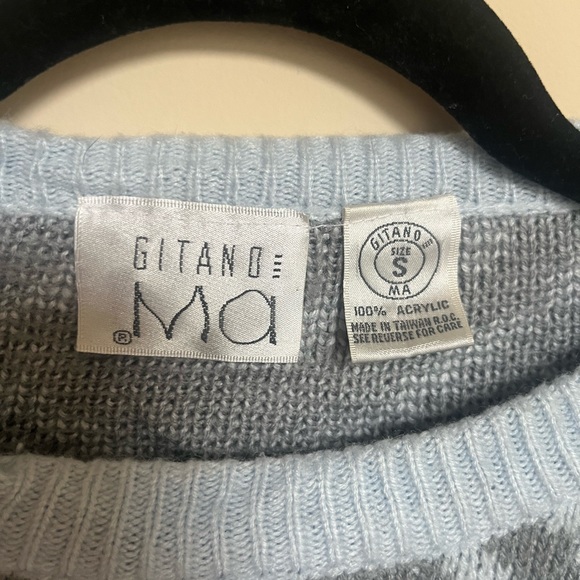 GITANO
® Ma
GITANO
SIZE
S
MA
100% ACRYLIC
MADE IN TAIWAN R.O.C.
SEE REVERSE FOR CARE